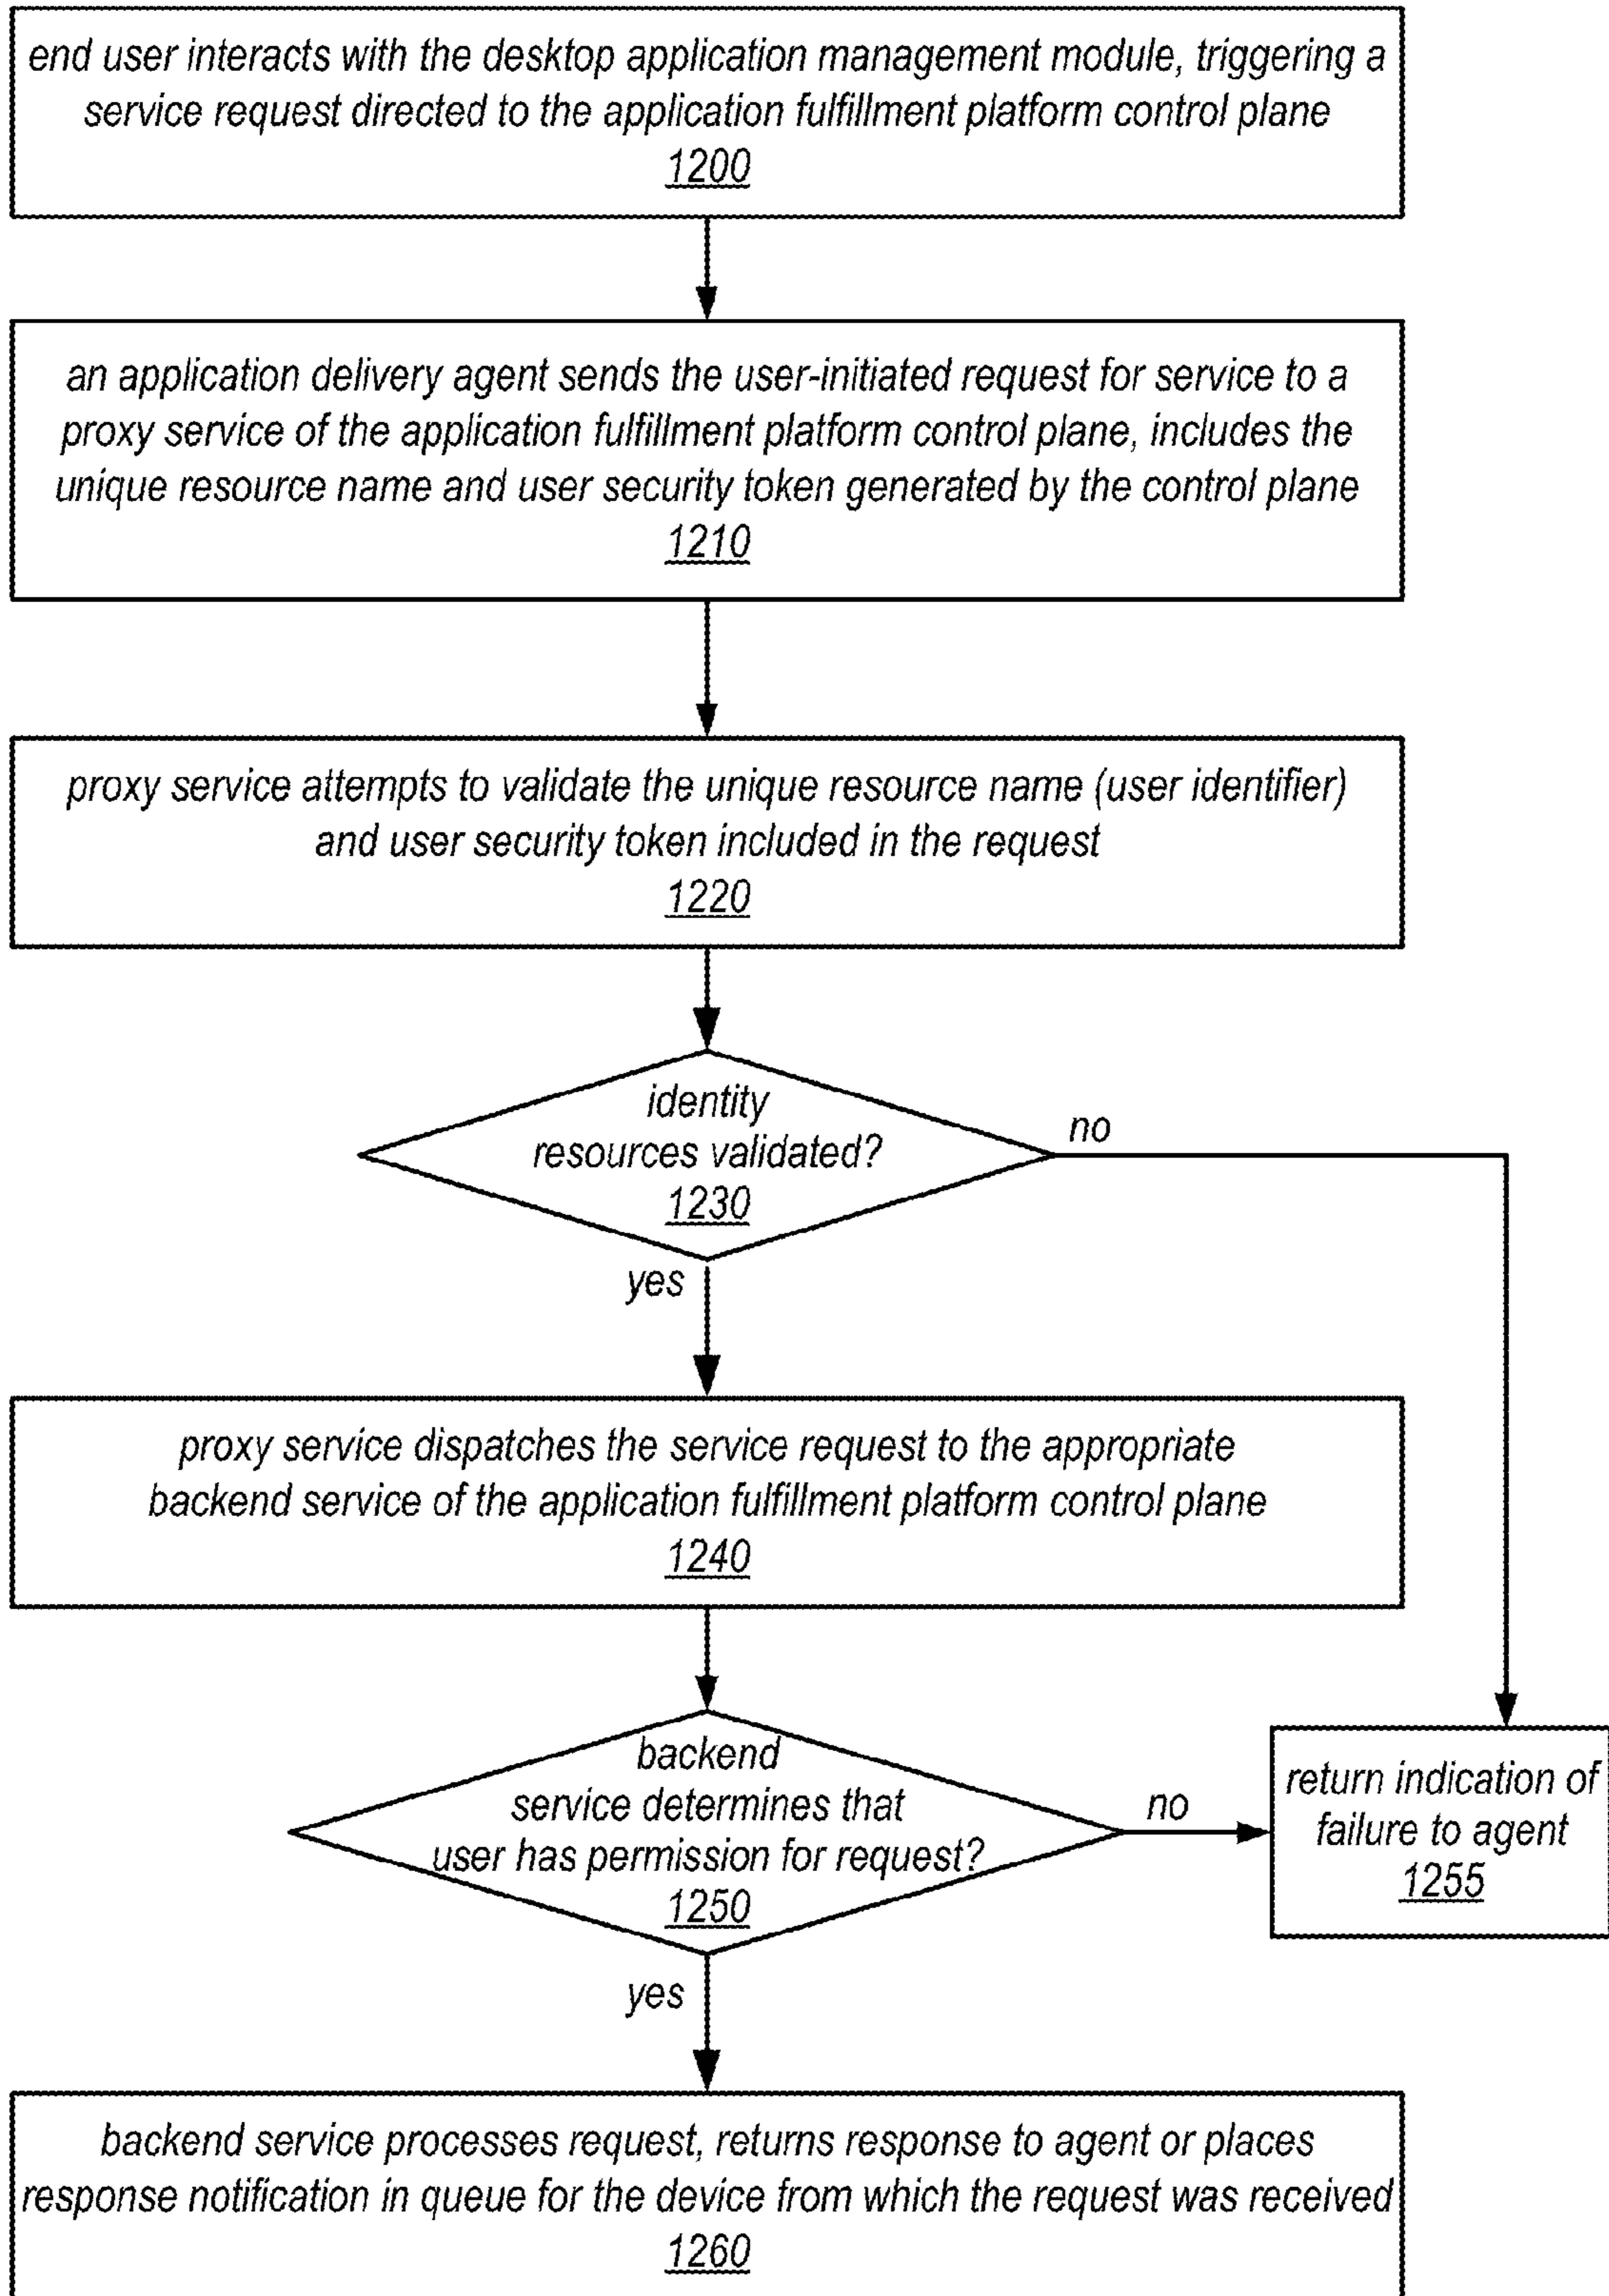 end user interacts with the desktop application management module, triggering a
service request directed to the application fulfillment platform control plane
1200
an application delivery agent sends the user-initiated request for service to a
proxy service of the application fulfillment platform control plane, includes the
unique resource name and user security token generated by the control plane
1210
proxy service attempts to validate the unique resource name (user identifier)
and user security token included in the request
1220
identity
resources validated?
1230
no
yes
proxy service dispatches the service request to the appropriate
backend service of the application fulfillment platform control plane
1240
backend
service determines that
user has permission for request?
1250
no
return indication of
failure to agent
1255
yes
backend service processes request, returns response to agent or places
response notification in queue for the device from which the request was received
1260